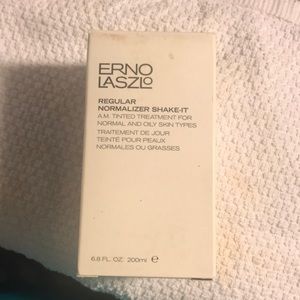 ERNO
LASZLO
REGULAR
NORMALIZER SHAKE-IT
A.M. TINTED TREATMENT FOR
NORMAL AND OILY SKIN TYPES
TRAITEMENT DE JOUR
TEINTÉ POUR PEAUX
NORMALES OU GRASSES
6.8 FL. OZ. 200ml ℮